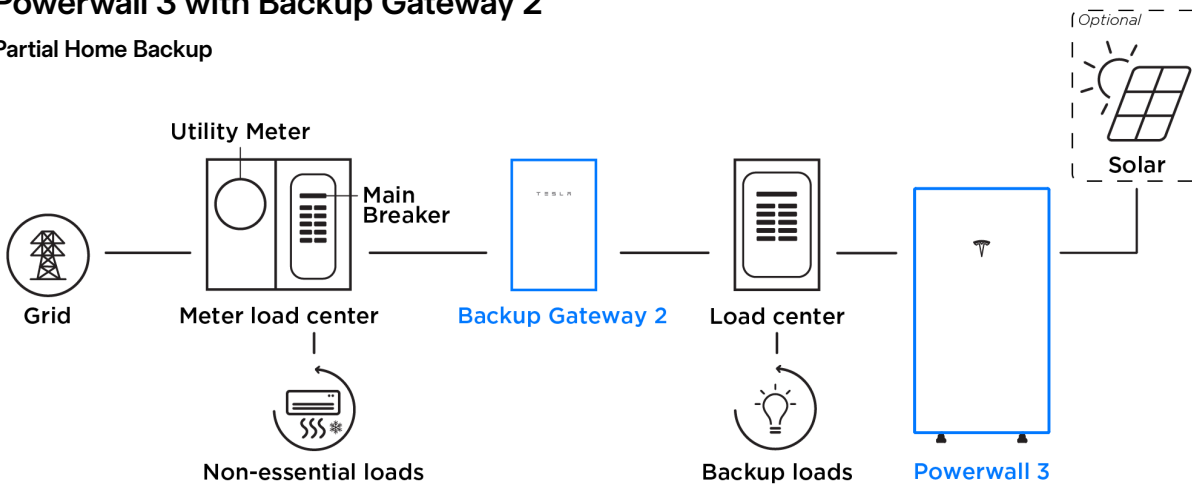 Powerwall 3 with Backup Gateway 2
Partial Home Backup
Optional
Solar
Utility Meter
Main
Breaker
TESLA
Grid
Meter load center
Backup Gateway 2
Load center
Non-essential loads
Backup loads
Powerwall 3